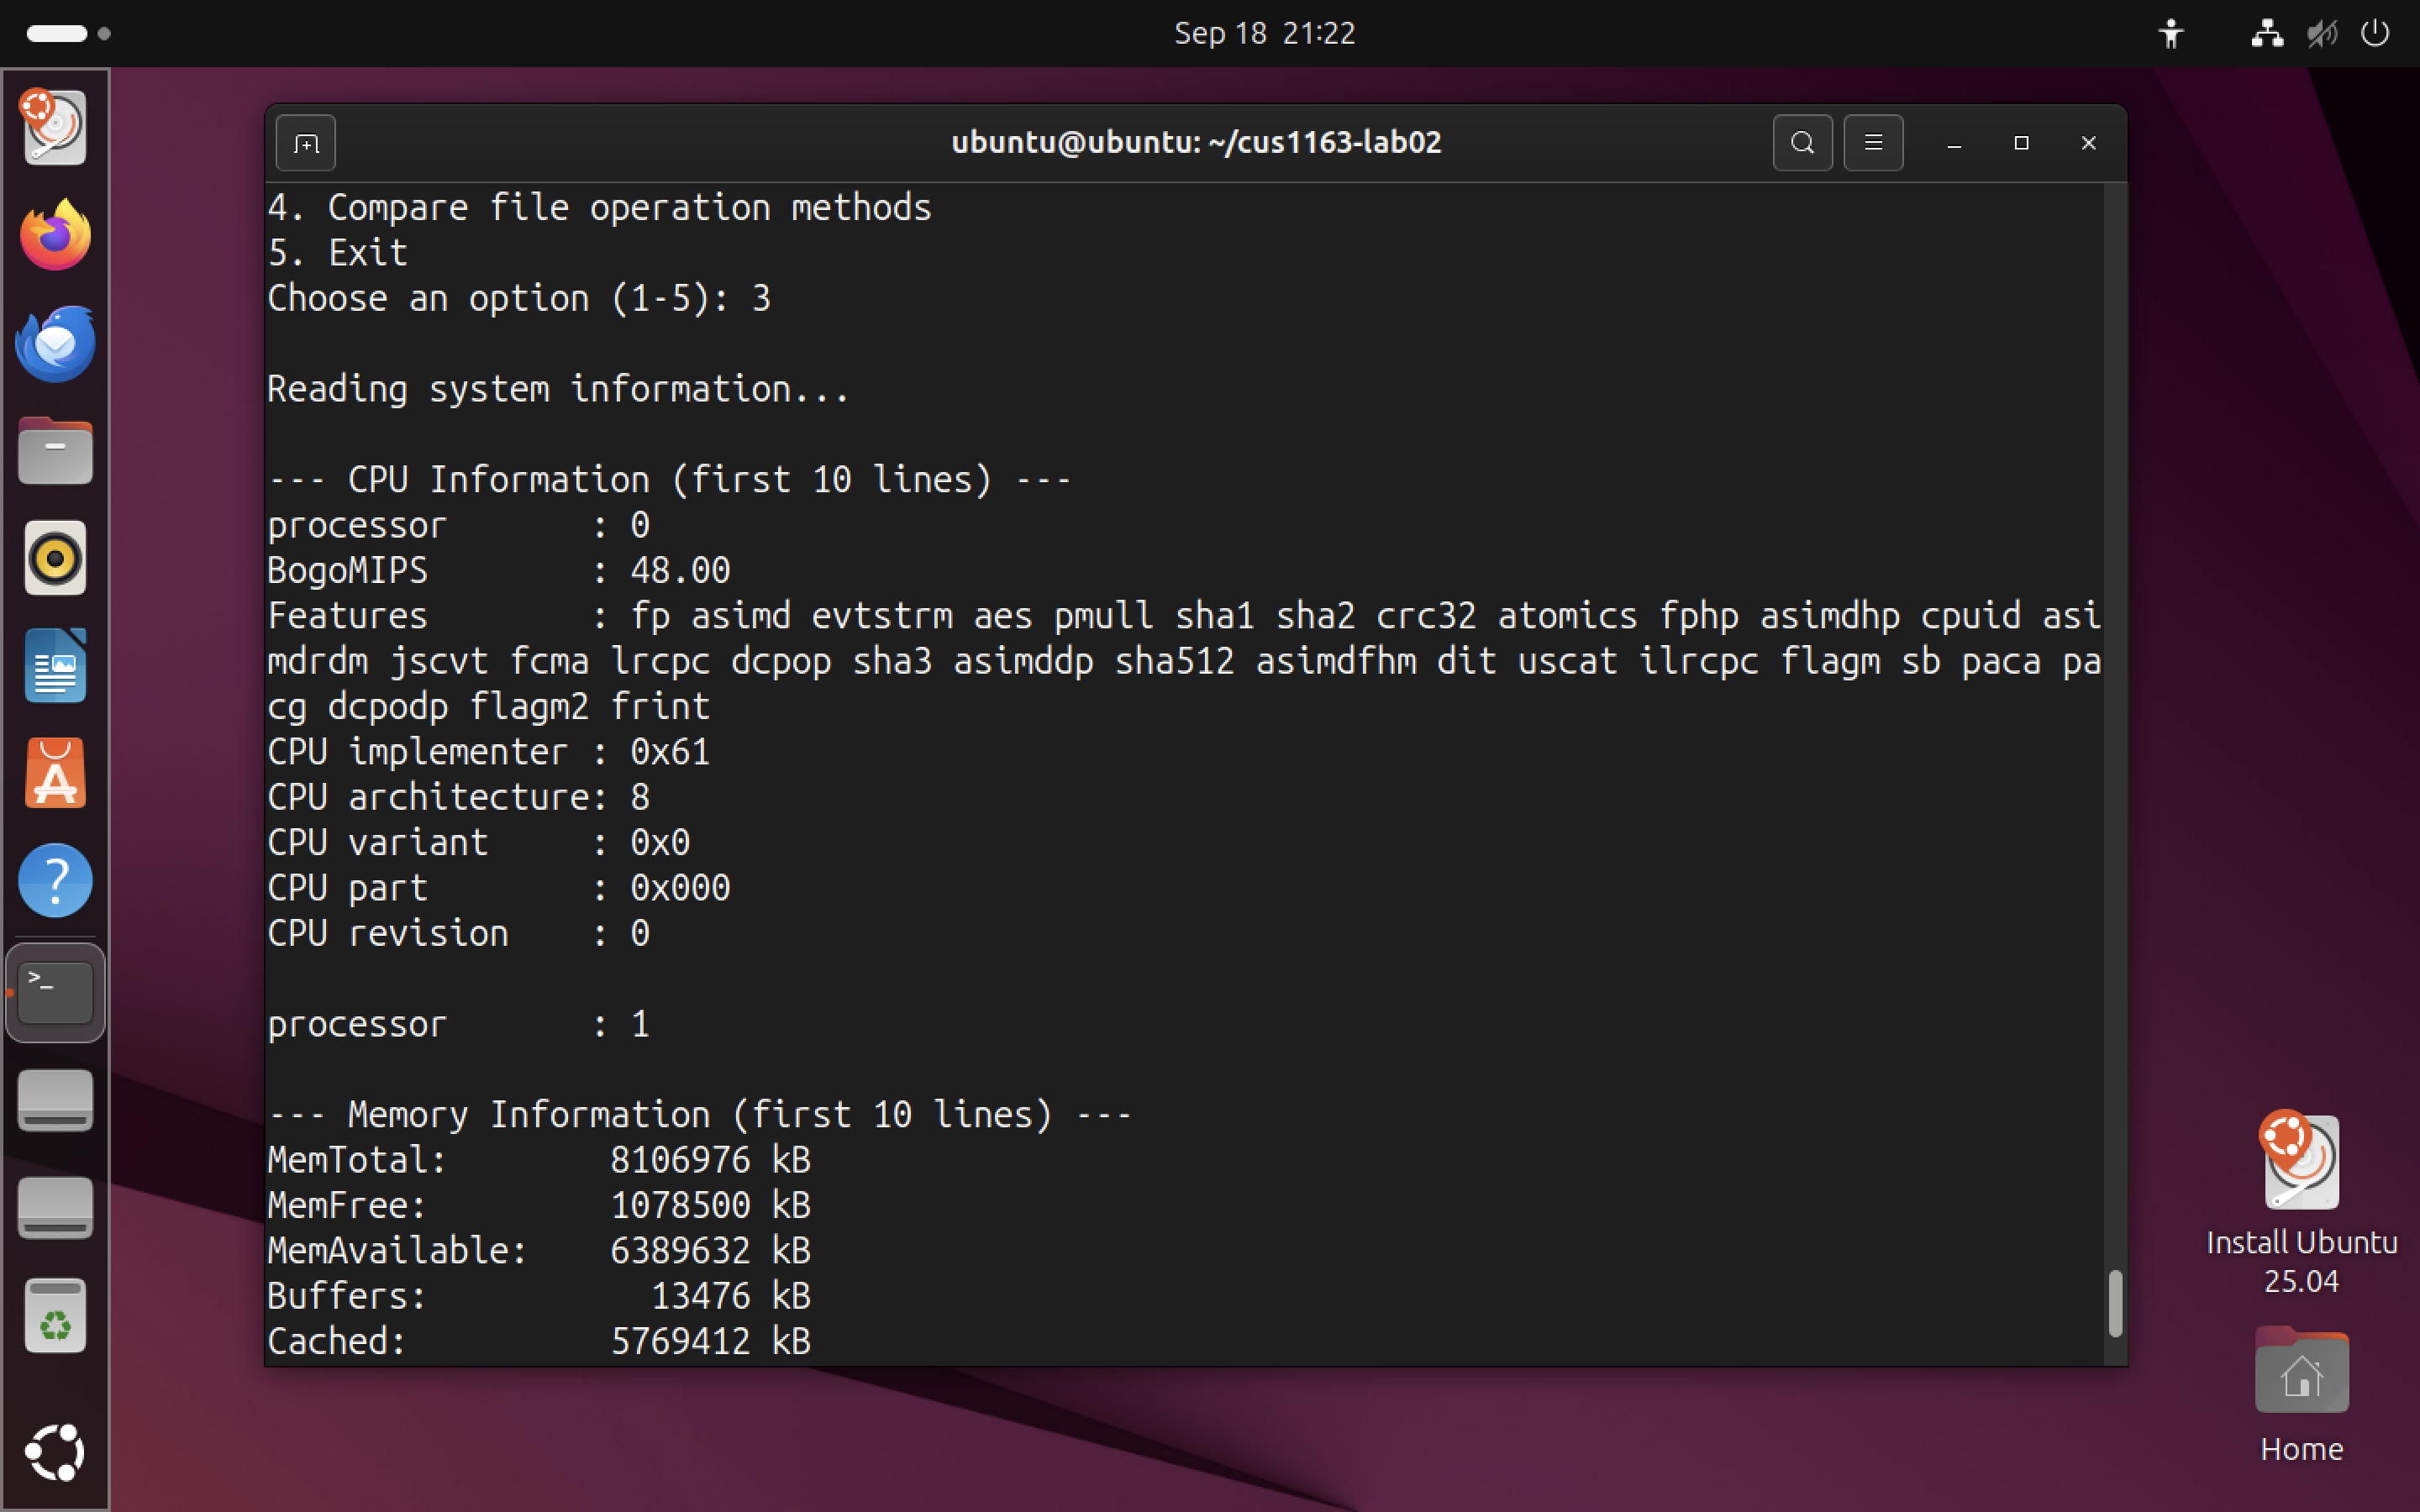 Sep 18 21:22
ubuntu@ubuntu: ~/cus1163-lab02
4. Compare file operation methods
5. Exit
Choose an option (1-5): 3
Reading system information...
--- CPU Information (first 10 lines) ---
processor : 0
BogoMIPS : 48.00
Features : fp asimd evtstrm aes pmull sha1 sha2 crc32 atomics fphp asimdhp cpuid asi
mdrdm jscvt fcma lrcpc dcpop sha3 asimddp sha512 asimdfhm dit uscat ilrcpc flagm sb paca pa
cg dcpodp flagm2 frint
CPU implementer : 0x61
CPU architecture: 8
CPU variant : 0x0
CPU part : 0x000
CPU revision : 0
processor : 1
--- Memory Information (first 10 lines) ---
MemTotal: 8106976 kB
MemFree: 1078500 kB
MemAvailable: 6389632 kB
Buffers: 13476 kB
Cached: 5769412 kB
Install Ubuntu
25.04
Home